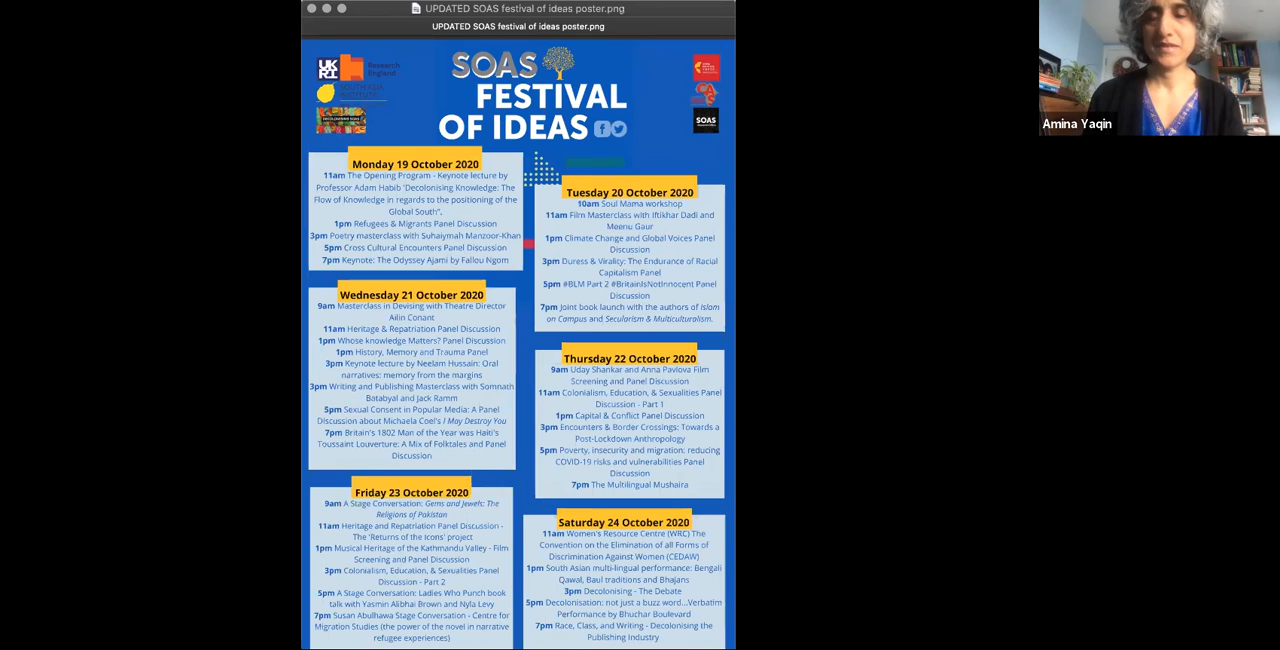 UPDATED SOAS festival of ideas poster.png
UPDATED SOAS festival of ideas poster.png
Amina Yaqin
UK
RI
Research
England
SOUTH ASIA
INSTITUTE
DECOLONISING SOAS
SOAS
FESTIVAL
OF IDEAS
SOAS
Monday 19 October 2020
11am The Opening Program - Keynote lecture by
Professor Adam Habib 'Decolonising Knowledge: The
Flow of Knowledge in regards to the positioning of the
Global South".
1pm Refugees & Migrants Panel Discussion
3pm Poetry masterclass with Suhaiymah Manzoor-Khan
5pm Cross Cultural Encounters Panel Discussion
7pm Keynote: The Odyssey Ajami by Fallou Ngom
Tuesday 20 October 2020
10am Soul Mama workshop
11am Film Masterclass with Iftikhar Dadi and
Meenu Gaur
1pm Climate Change and Global Voices Panel
Discussion
3pm Duress & Virality: The Endurance of Racial
Capitalism Panel
5pm #BLM Part 2 #BritainIsNotInnocent Panel
Discussion
7pm Joint book launch with the authors of Islam
on Campus and Secularism & Multiculturalism.
Wednesday 21 October 2020
9am Masterclass in Devising with Theatre Director
Ailin Conant
11am Heritage & Repatriation Panel Discussion
1pm Whose knowledge Matters? Panel Discussion
1pm History, Memory and Trauma Panel
3pm Keynote lecture by Neelam Hussain: Oral
narratives: memory from the margins
3pm Writing and Publishing Masterclass with Somnath
Batabyal and Jack Ramm
5pm Sexual Consent in Popular Media: A Panel
Discussion about Michaela Coel's I May Destroy You
7pm Britain's 1802 Man of the Year was Haiti's
Toussaint Louverture: A Mix of Folktales and Panel
Discussion
Thursday 22 October 2020
9am Uday Shankar and Anna Pavlova Film
Screening and Panel Discussion
11am Colonialism, Education, & Sexualities Panel
Discussion - Part 1
1pm Capital & Conflict Panel Discussion
3pm Encounters & Border Crossings: Towards a
Post-Lockdown Anthropology
5pm Poverty, insecurity and migration: reducing
COVID-19 risks and vulnerabilities Panel
Discussion
7pm The Multilingual Mushaira
Friday 23 October 2020
9am A Stage Conversation: Gems and Jewels: The
Religions of Pakistan
11am Heritage and Repatriation Panel Discussion -
The 'Returns of the Icons' project
1pm Musical Heritage of the Kathmandu Valley - Film
Screening and Panel Discussion
3pm Colonialism, Education, & Sexualities Panel
Discussion - Part 2
5pm A Stage Conversation: Ladies Who Punch book
talk with Yasmin Alibhai Brown and Nyla Levy
7pm Susan Abulhawa Stage Conversation - Centre for
Migration Studies (the power of the novel in narrative
refugee experiences)
Saturday 24 October 2020
11am Women's Resource Centre (WRC) The
Convention on the Elimination of all Forms of
Discrimination Against Women (CEDAW)
1pm South Asian multi-lingual performance: Bengali
Qawal, Baul traditions and Bhajans
3pm Decolonising - The Debate
5pm Decolonisation: not just a buzz word...Verbatim
Performance by Bhuchar Boulevard
7pm Race, Class, and Writing - Decolonising the
Publishing Industry